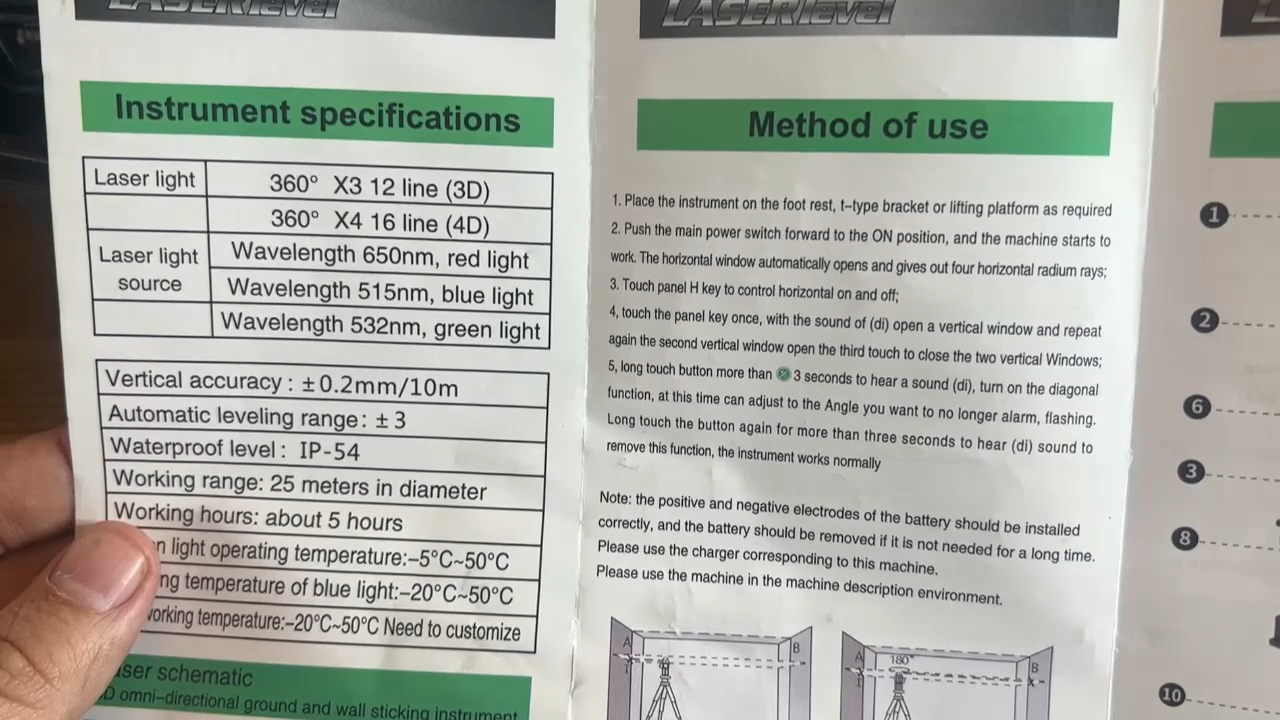 LASERlevel
Instrument specifications
Laser light
360° X3 12 line (3D)
360° X4 16 line (4D)
Laser light
source
Wavelength 650nm, red light
Wavelength 515nm, blue light
Wavelength 532nm, green light
Vertical accuracy : ±0.2mm/10m
Automatic leveling range: ±3
Waterproof level : IP-54
Working range: 25 meters in diameter
Working hours: about 5 hours
light operating temperature:–5°C~50°C
temperature of blue light:–20°C~50°C
temperature:–20°C~50°C Need to customize
schematic
omni–directional ground and wall sticking instrument
LASERlevel
Method of use
1. Place the instrument on the foot rest, t–type bracket or lifting platform as required
2. Push the main power switch forward to the ON position, and the machine starts to
work. The horizontal window automatically opens and gives out four horizontal radium rays;
3. Touch panel H key to control horizontal on and off;
4, touch the panel key once, with the sound of (di) open a vertical window and repeat
again the second vertical window open the third touch to close the two vertical Windows;
5, long touch button more than 3 seconds to hear a sound (di), turn on the diagonal
function, at this time can adjust to the Angle you want to no longer alarm, flashing.
Long touch the button again for more than three seconds to hear (di) sound to
remove this function, the instrument works normally
Note: the positive and negative electrodes of the battery should be installed
correctly, and the battery should be removed if it is not needed for a long time.
Please use the charger corresponding to this machine.
Please use the machine in the machine description environment.
A
B
A
180°
B
1
2
6
3
8
10